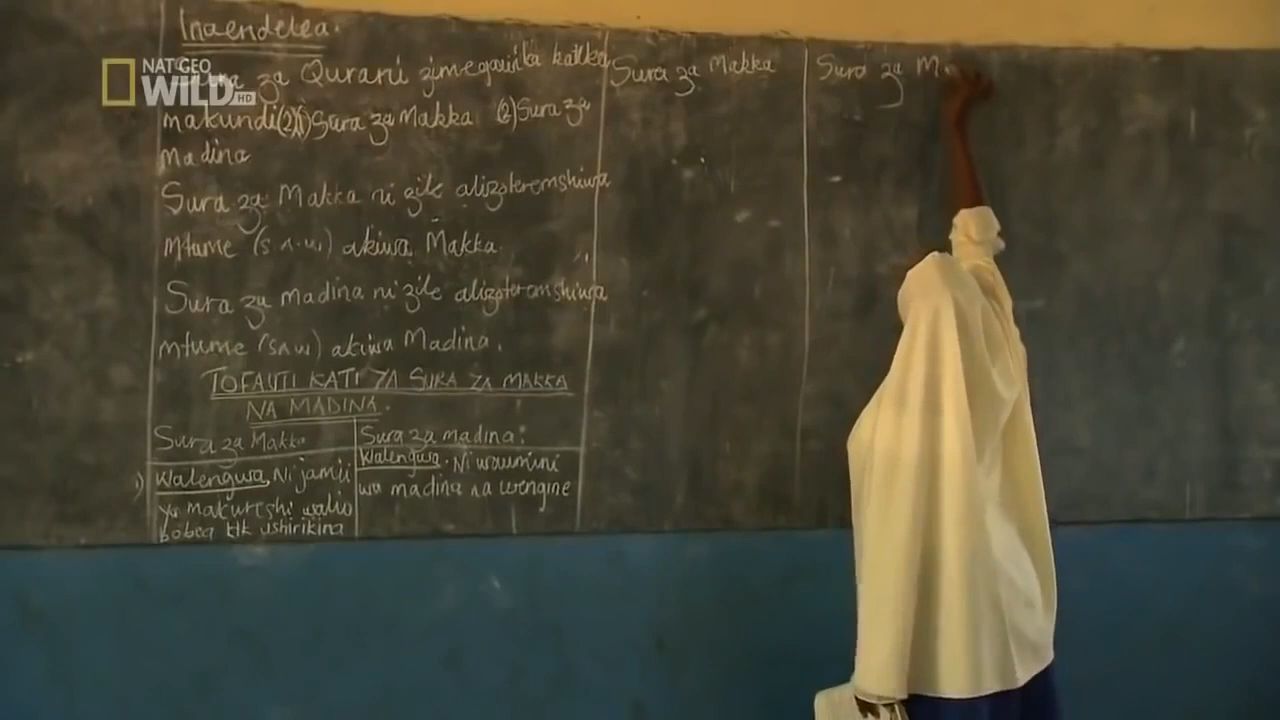 NAT GEO
WILD HD
Inaendelea.
za Qurani zimegawika katika
makundi(2)(1)Sura za Makka (2)Sura za
Madina
Sura za Makka ni zile alizoteremshiwa
Mtume (S.A.W) akiwa Makka.
Sura za Madina ni zile alizoteremshiwa
Mtume (SAW) akiwa Madina.
TOFAUTI KATI YA SURA ZA MAKKA
NA MADINA.
Sura za Makka
1) Walengwa, Ni jamii
ya Makureshi walio
bobea ktk ushirikina
Sura za madina:
Walengwa. Ni waumini
wa madina na wengine
Sura za Makka
Sura za M